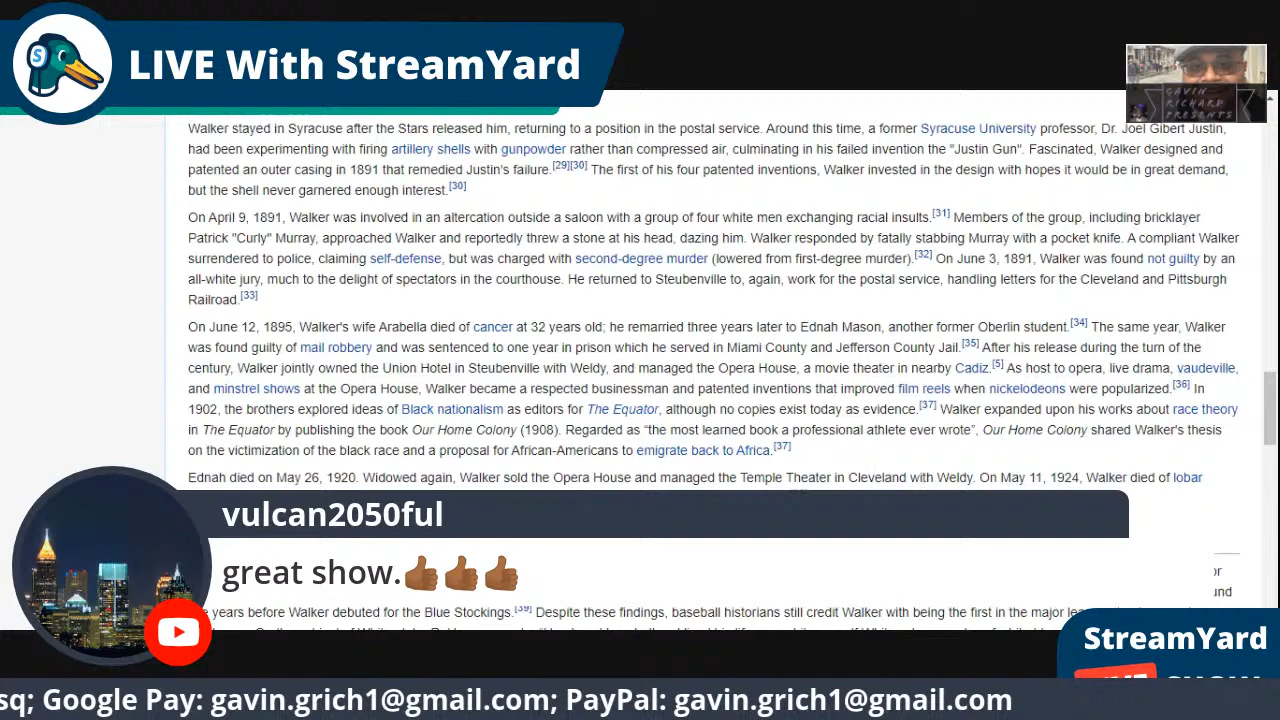 LIVE With StreamYard
GAVIN
RICHARD
PRESENTS
Walker stayed in Syracuse after the Stars released him, returning to a position in the postal service. Around this time, a former Syracuse University professor, Dr. Joel Gibert Justin,
had been experimenting with firing artillery shells with gunpowder rather than compressed air, culminating in his failed invention the "Justin Gun". Fascinated, Walker designed and
patented an outer casing in 1891 that remedied Justin's failure.[29][30] The first of his four patented inventions, Walker invested in the design with hopes it would be in great demand,
but the shell never garnered enough interest.[30]
On April 9, 1891, Walker was involved in an altercation outside a saloon with a group of four white men exchanging racial insults.[31] Members of the group, including bricklayer
Patrick "Curly" Murray, approached Walker and reportedly threw a stone at his head, dazing him. Walker responded by fatally stabbing Murray with a pocket knife. A compliant Walker
surrendered to police, claiming self-defense, but was charged with second-degree murder (lowered from first-degree murder).[32] On June 3, 1891, Walker was found not guilty by an
all-white jury, much to the delight of spectators in the courthouse. He returned to Steubenville to, again, work for the postal service, handling letters for the Cleveland and Pittsburgh
Railroad.[33]
On June 12, 1895, Walker's wife Arabella died of cancer at 32 years old; he remarried three years later to Ednah Mason, another former Oberlin student.[34] The same year, Walker
was found guilty of mail robbery and was sentenced to one year in prison which he served in Miami County and Jefferson County Jail.[35] After his release during the turn of the
century, Walker jointly owned the Union Hotel in Steubenville with Weldy, and managed the Opera House, a movie theater in nearby Cadiz.[5] As host to opera, live drama, vaudeville,
and minstrel shows at the Opera House, Walker became a respected businessman and patented inventions that improved film reels when nickelodeons were popularized.[36] In
1902, the brothers explored ideas of Black nationalism as editors for The Equator, although no copies exist today as evidence.[37] Walker expanded upon his works about race theory
in The Equator by publishing the book Our Home Colony (1908). Regarded as “the most learned book a professional athlete ever wrote”, Our Home Colony shared Walker's thesis
on the victimization of the black race and a proposal for African-Americans to emigrate back to Africa.[37]
Ednah died on May 26, 1920. Widowed again, Walker sold the Opera House and managed the Temple Theater in Cleveland with Weldy. On May 11, 1924, Walker died of lobar
vulcan2050ful
great show.👍🏾👍🏾👍🏾
years before Walker debuted for the Blue Stockings.[39] Despite these findings, baseball historians still credit Walker with being the first in the major
StreamYard
sq; Google Pay: gavin.grich1@gmail.com; PayPal: gavin.grich1@gmail.com